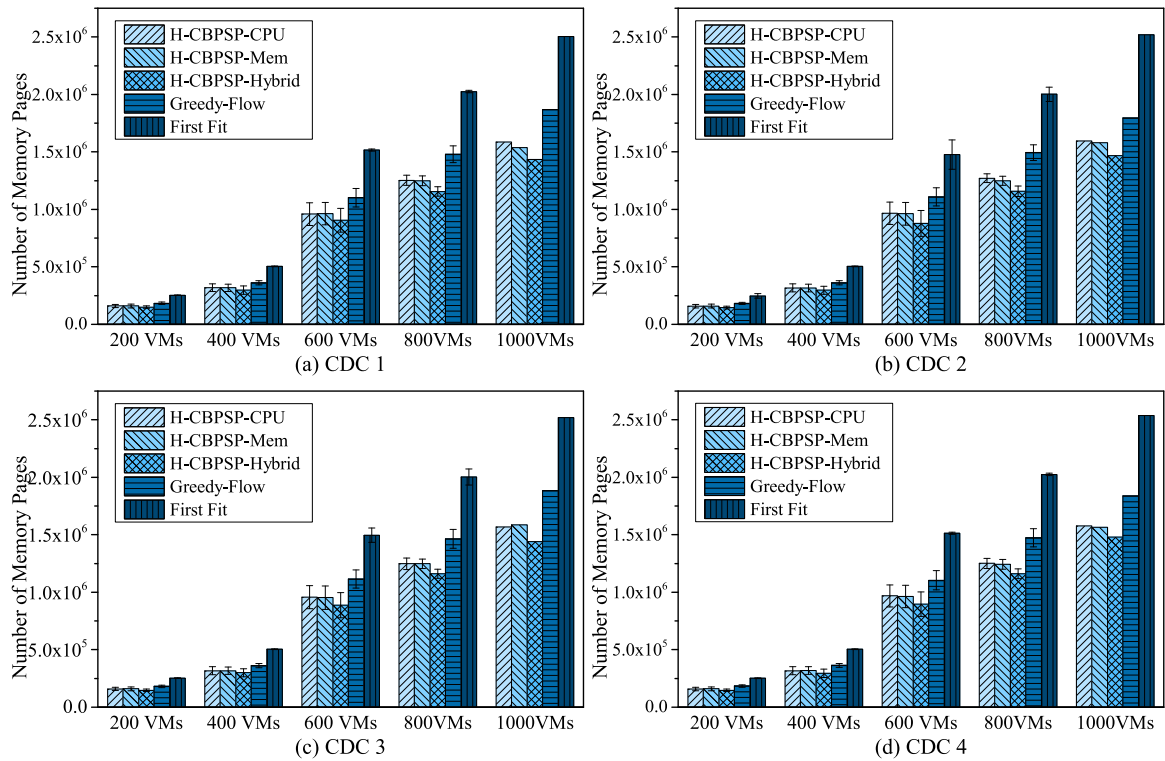 Number of Memory Pages
2.5x10⁶
2.0x10⁶
1.5x10⁶
1.0x10⁶
5.0x10⁵
0.0
H-CBPSP-CPU
H-CBPSP-Mem
H-CBPSP-Hybrid
Greedy-Flow
First Fit
200 VMs 400 VMs 600 VMs 800VMs 1000VMs
(a) CDC 1
Number of Memory Pages
2.5x10⁶
2.0x10⁶
1.5x10⁶
1.0x10⁶
5.0x10⁵
0.0
H-CBPSP-CPU
H-CBPSP-Mem
H-CBPSP-Hybrid
Greedy-Flow
First Fit
200 VMs 400 VMs 600 VMs 800VMs 1000VMs
(b) CDC 2
Number of Memory Pages
2.5x10⁶
2.0x10⁶
1.5x10⁶
1.0x10⁶
5.0x10⁵
0.0
H-CBPSP-CPU
H-CBPSP-Mem
H-CBPSP-Hybrid
Greedy-Flow
First Fit
200 VMs 400 VMs 600 VMs 800VMs 1000VMs
(c) CDC 3
Number of Memory Pages
2.5x10⁶
2.0x10⁶
1.5x10⁶
1.0x10⁶
5.0x10⁵
0.0
H-CBPSP-CPU
H-CBPSP-Mem
H-CBPSP-Hybrid
Greedy-Flow
First Fit
200 VMs 400 VMs 600 VMs 800VMs 1000VMs
(d) CDC 4